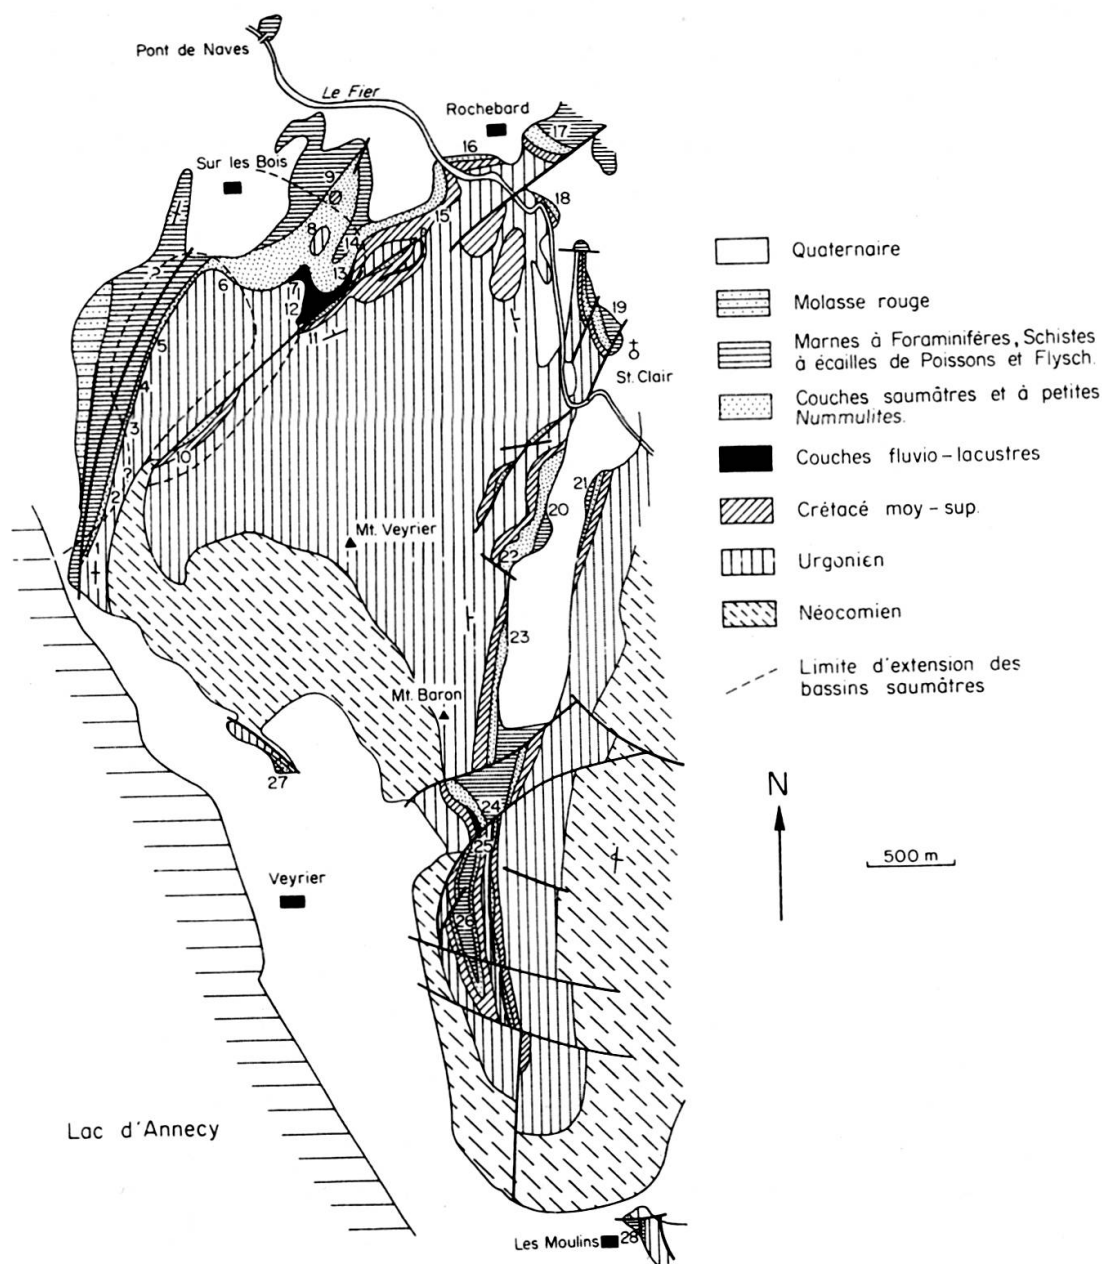 Pont de Naves
Le Fier
Rochebard
Sur les Bois
17
16
9
18
15
8
14
13
7
6
12
11
19
St. Clair
5
4
3
10
2
1
21
20
22
Mt. Veyrier
23
Mt. Baron
27
24
25
26
Veyrier
Lac d'Annecy
Les Moulins
28
Quaternaire
Molasse rouge
Marnes à Foraminifères, Schistes
à écailles de Poissons et Flysch.
Couches saumâtres et à petites
Nummulites.
Couches fluvio-lacustres
Crétacé moy-sup.
Urgonien
Néocomien
Limite d'extension des
bassins saumâtres
N
500 m